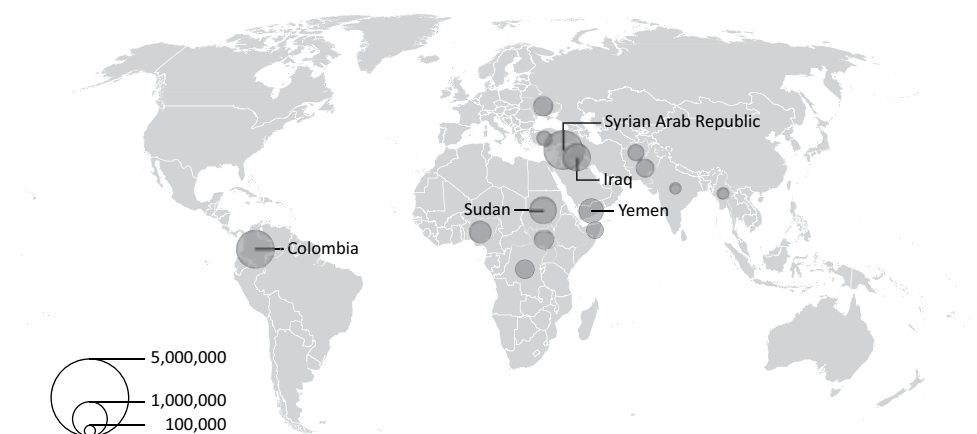 Syrian Arab Republic
Iraq
Sudan
Yemen
Colombia
5,000,000
1,000,000
100,000